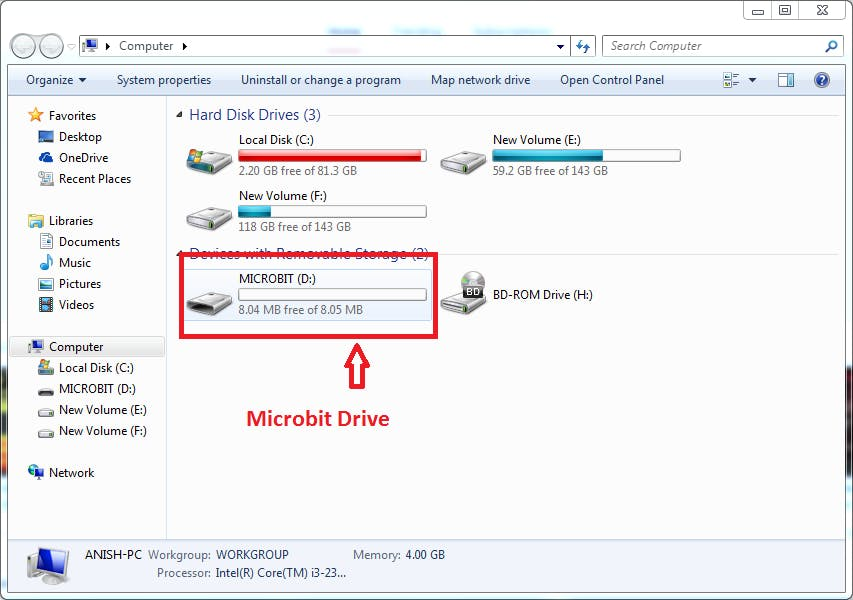 Computer
Search Computer
Organize
System properties
Uninstall or change a program
Map network drive
Open Control Panel
?
Favorites
Desktop
OneDrive
Recent Places
Libraries
Documents
Music
Pictures
Videos
Computer
Local Disk (C:)
MICROBIT (D:)
New Volume (E:)
New Volume (F:)
Network
Hard Disk Drives (3)
Local Disk (C:)
2.20 GB free of 81.3 GB
New Volume (E:)
59.2 GB free of 143 GB
New Volume (F:)
118 GB free of 143 GB
Devices with Removable Storage (2)
MICROBIT (D:)
8.04 MB free of 8.05 MB
BD
BD-ROM Drive (H:)
Microbit Drive
ANISH-PC Workgroup: WORKGROUP Memory: 4.00 GB
Processor: Intel(R) Core(TM) i3-23...